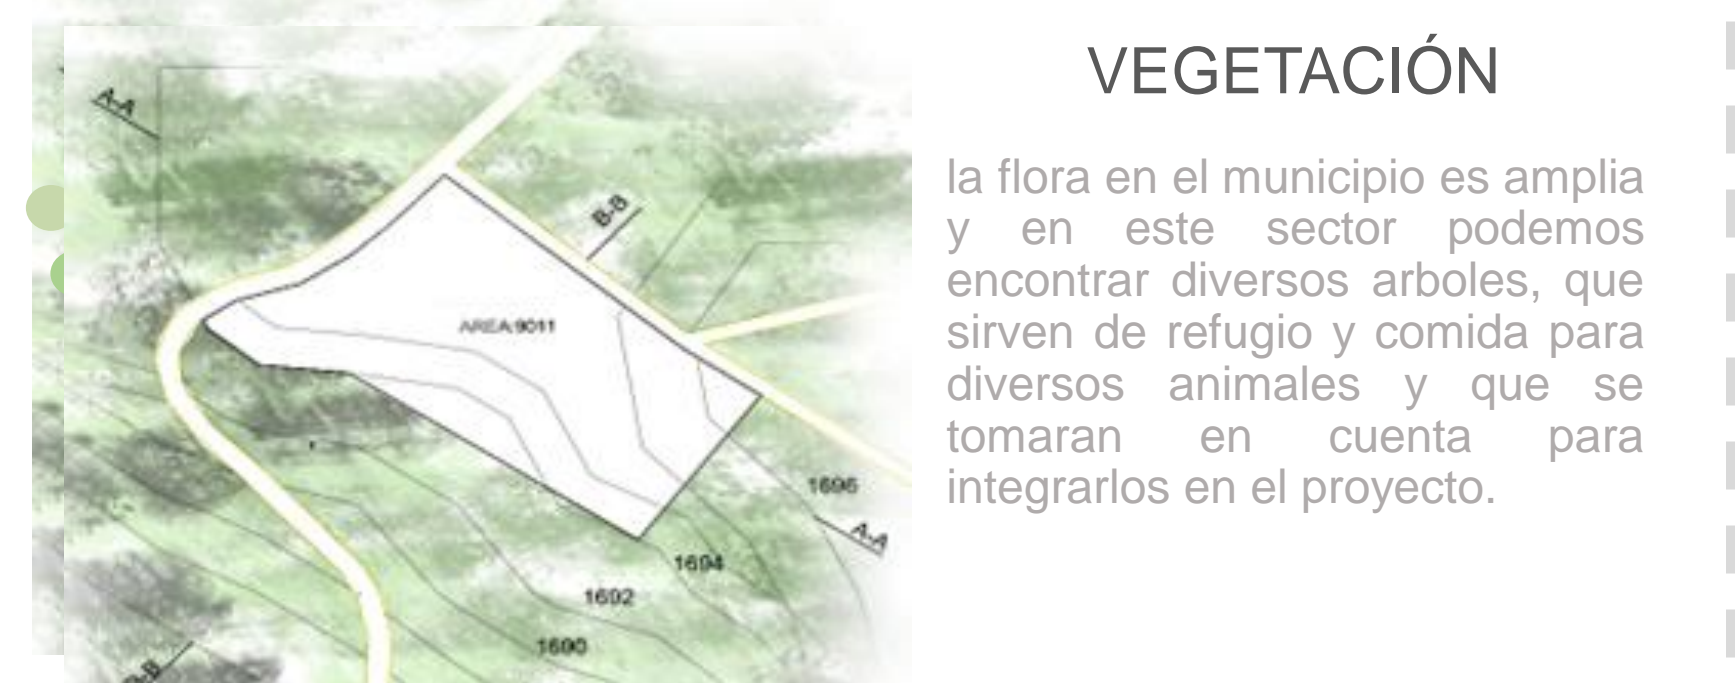 VEGETACIÓN
la flora en el municipio es amplia
y en este sector podemos
encontrar diversos arboles, que
sirven de refugio y comida para
diversos animales y que se
tomaran en cuenta para
integrarlos en el proyecto.
A-A
B-B
AREA:9011
1696
A-A
1694
1692
1690
B-B